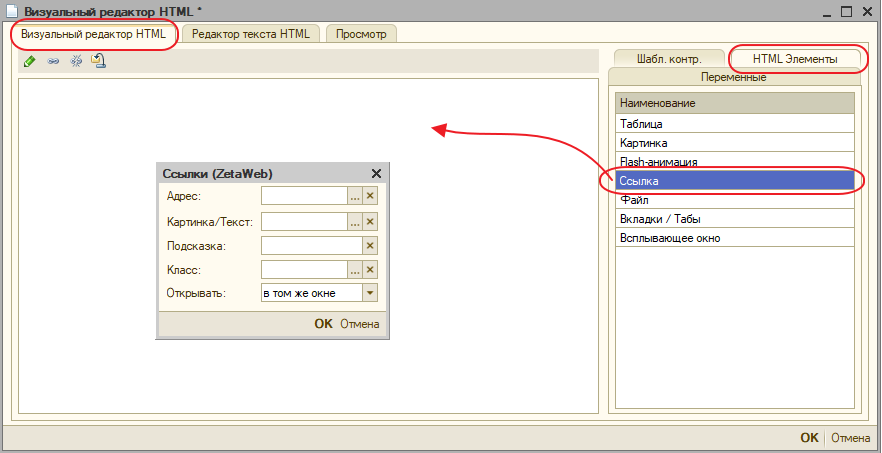 Визуальный редактор HTML *
Визуальный редактор HTML
Редактор текста HTML
Просмотр
Шабл. контр.
HTML Элементы
Переменные
Наименование
Таблица
Картинка
Flash-анимация
Ссылка
Файл
Вкладки / Табы
Всплывающее окно
Ссылки (ZetaWeb)
Адрес:
...
Картинка/Текст:
...
Подсказка:
Класс:
...
Открывать: в том же окне
OK Отмена
OK Отмена